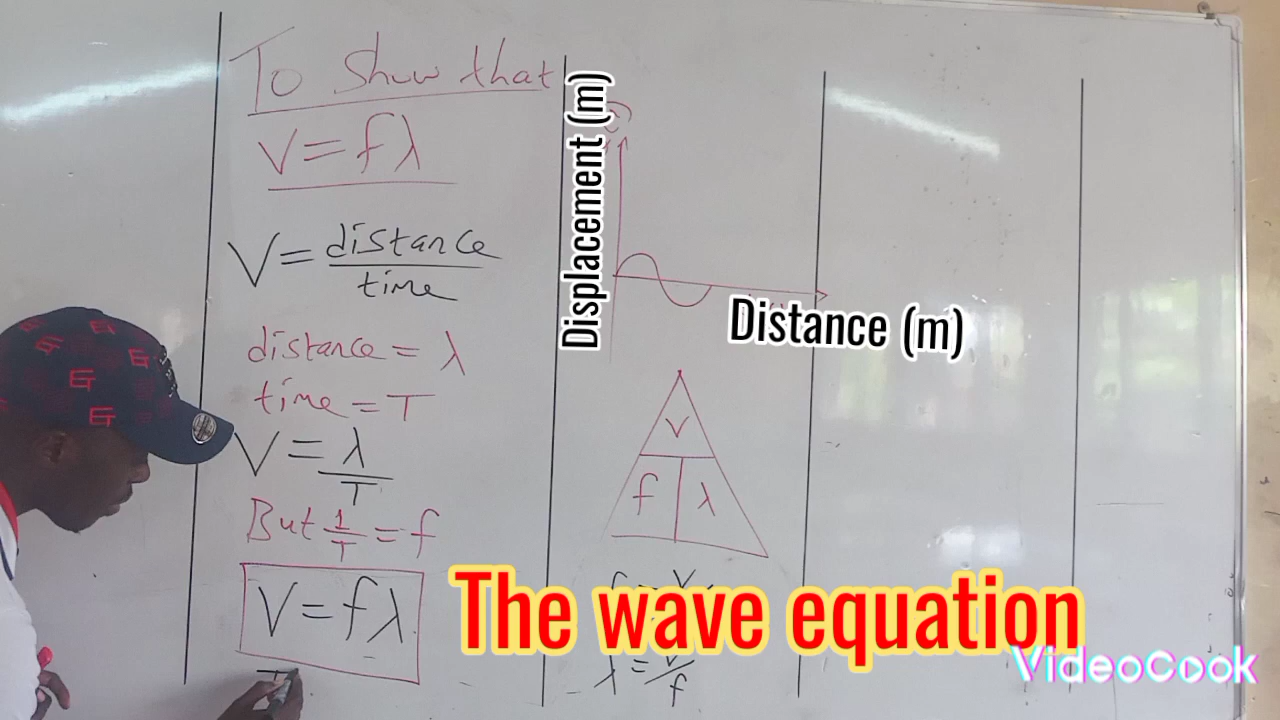 To Show that
V = fλ
V = distance
time
distance = λ
time = T
V = λ
T
But 1/T = f
V = fλ
T
Displacement (m)
Distance (m)
V
f λ
λ = V/f
The wave equation
VideoCook